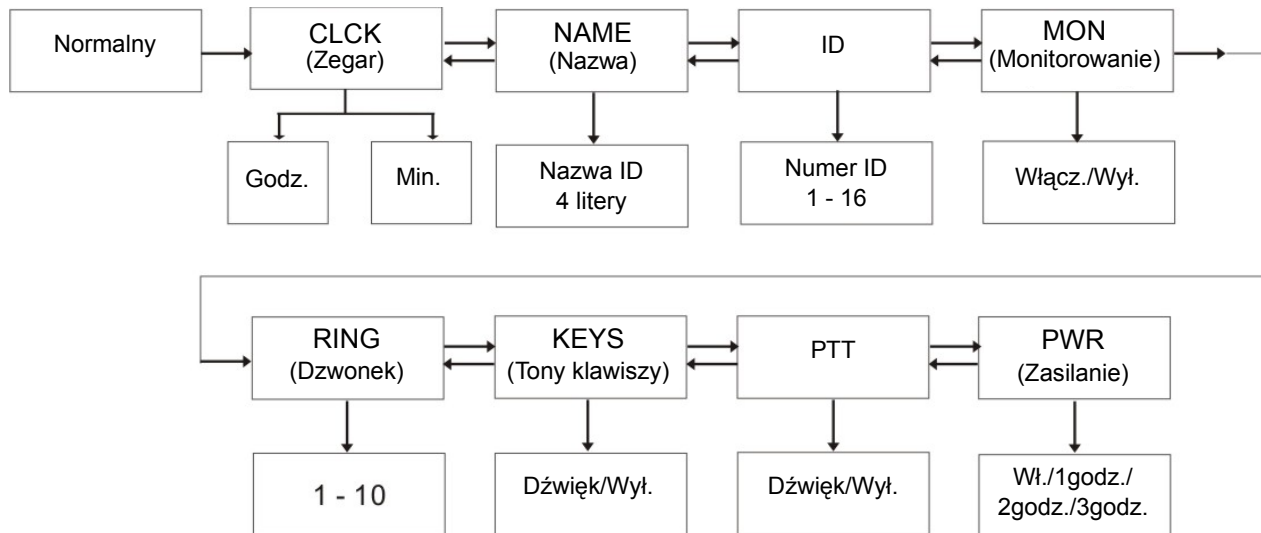 Normalny
CLCK
(Zegar)
NAME
(Nazwa)
ID
MON
(Monitorowanie)
Godz.
Min.
Nazwa ID
4 litery
Numer ID
1 - 16
Włącz./Wył.
RING
(Dzwonek)
KEYS
(Tony klawiszy)
PTT
PWR
(Zasilanie)
1 - 10
Dźwięk/Wył.
Dźwięk/Wył.
Wł./1godz./
2godz./3godz.